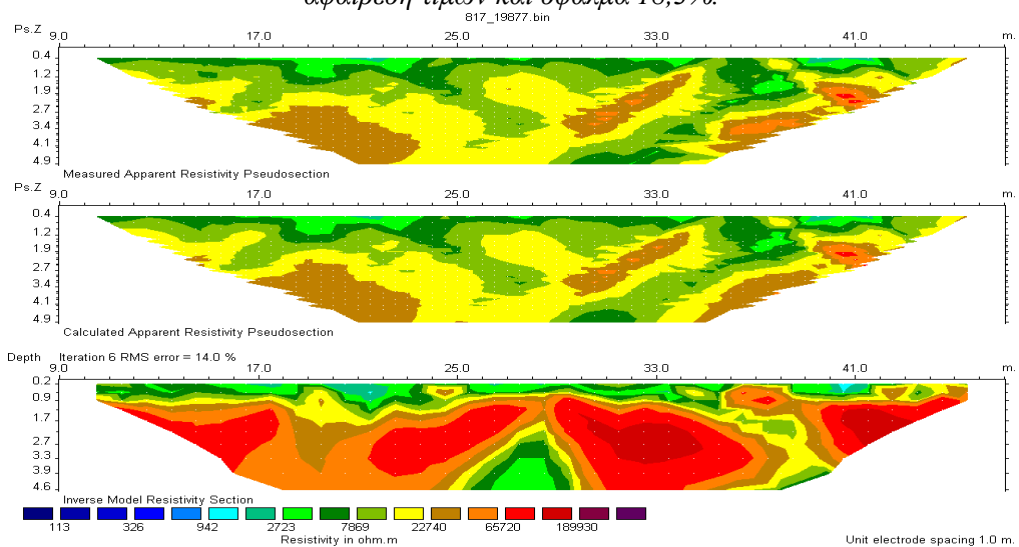 αφαίρεση τιμών και σφάλμα 18,3%.
817_19877.bin
Ps.Z 9.0 17.0 25.0 33.0 41.0 m.
0.4
1.2
1.9
2.7
3.4
4.1
4.9
Measured Apparent Resistivity Pseudosection
Ps.Z 9.0 17.0 25.0 33.0 41.0 m.
0.4
1.2
1.9
2.7
3.4
4.1
4.9
Calculated Apparent Resistivity Pseudosection
Depth Iteration 6 RMS error = 14.0 %
9.0 17.0 25.0 33.0 41.0 m.
0.2
0.9
1.7
2.7
3.9
4.6
Inverse Model Resistivity Section
113 326 942 2723 7869 22740 65720 189930
Resistivity in ohm.m Unit electrode spacing 1.0 m.